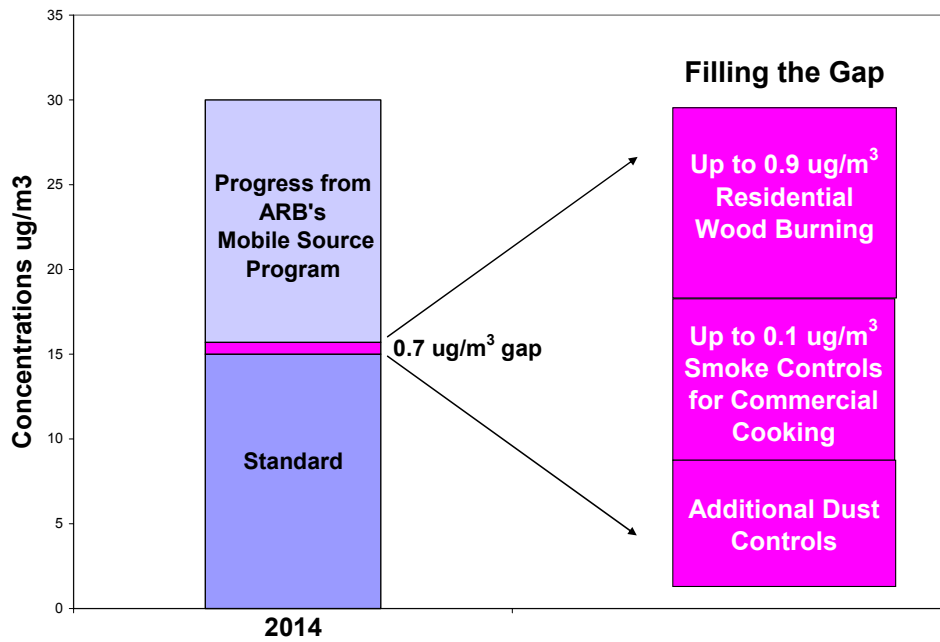 Concentrations ug/m3
35
30
25
20
15
10
5
0
2014
Progress from
ARB's
Mobile Source
Program
0.7 ug/m³ gap
Standard
Filling the Gap
Up to 0.9 ug/m³
Residential
Wood Burning
Up to 0.1 ug/m³
Smoke Controls
for Commercial
Cooking
Additional Dust
Controls